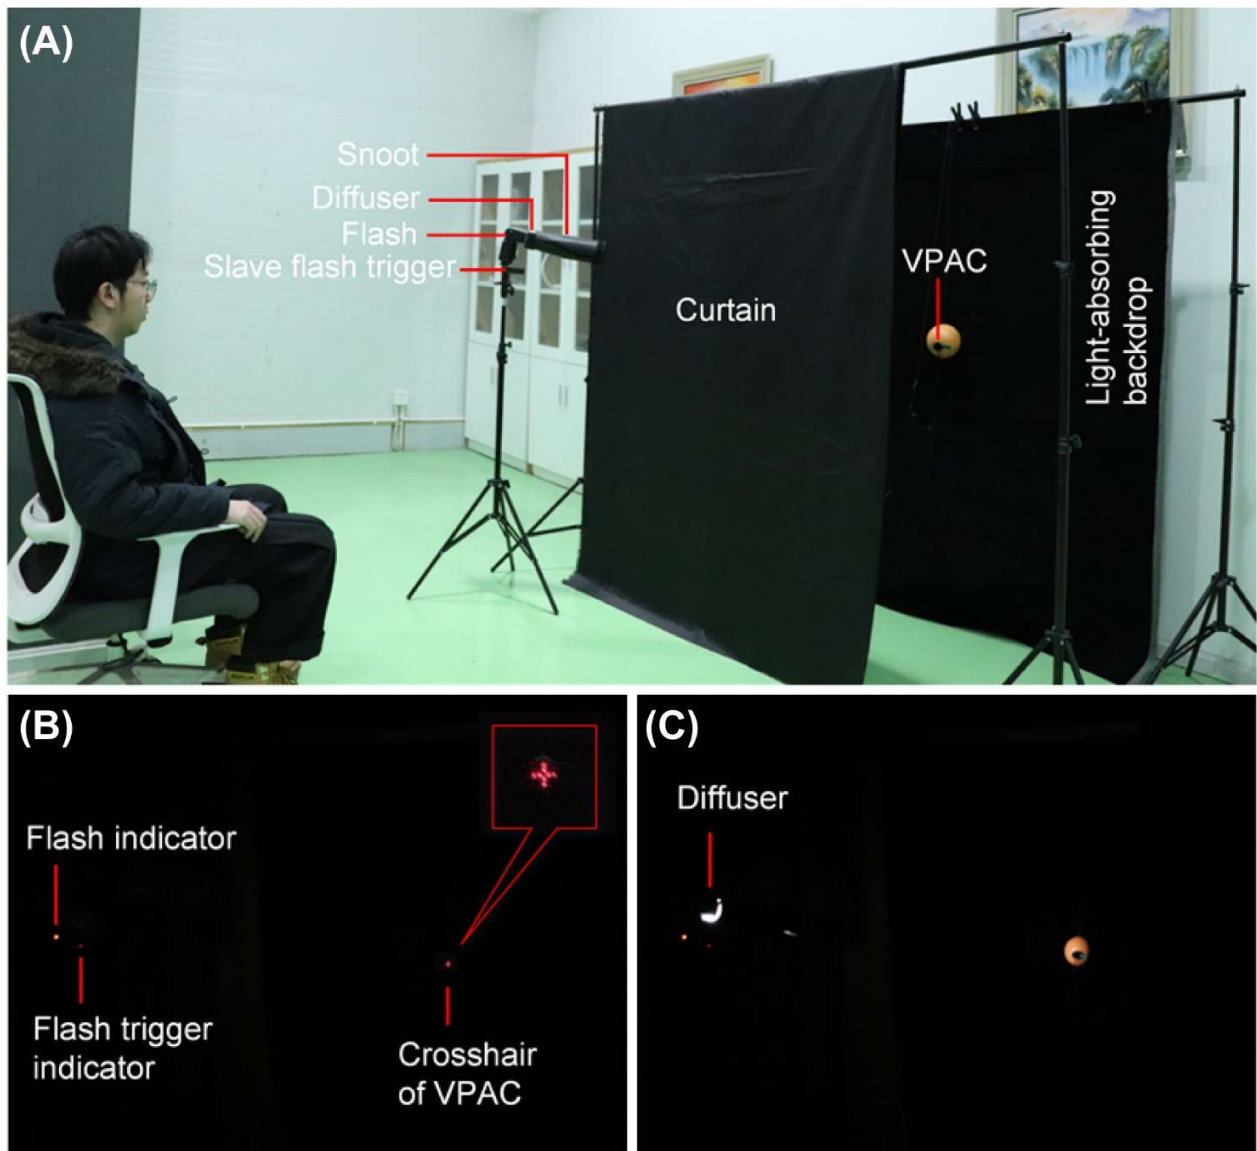 (A)
Snoot
Diffuser
Flash
Slave flash trigger
Curtain
VPAC
Light-absorbing
backdrop
(B)
Flash indicator
Flash trigger
indicator
Crosshair
of VPAC
(C)
Diffuser